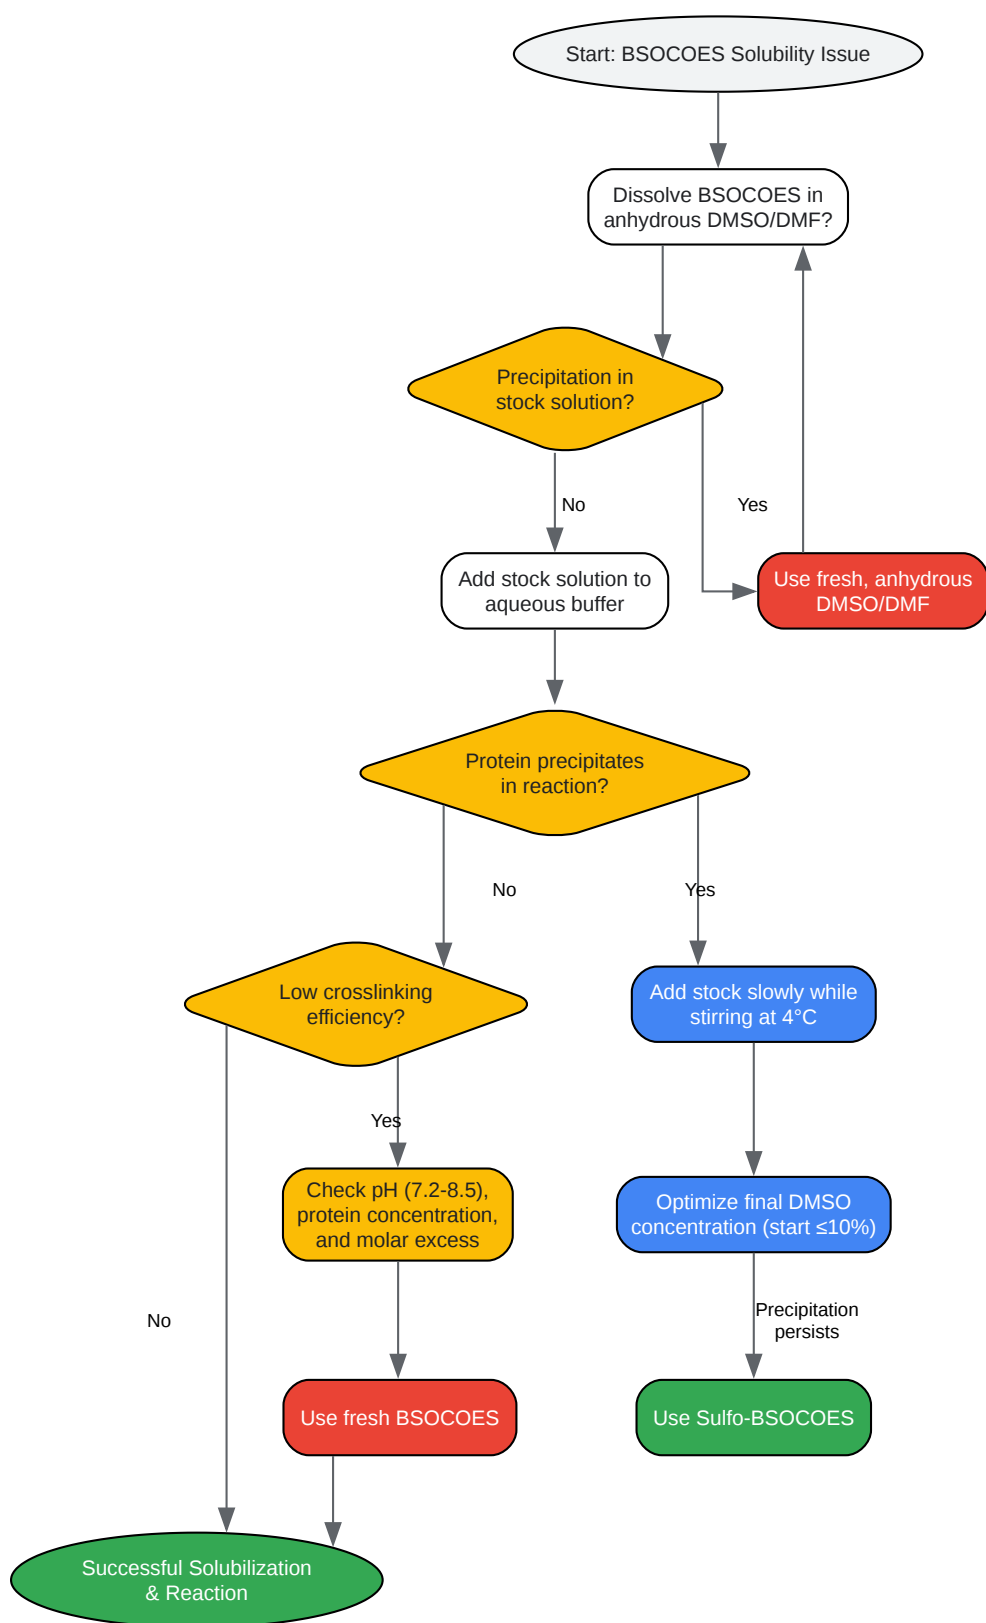 Start: BSOCOES Solubility Issue
Dissolve BSOCOES in
anhydrous DMSO/DMF?
Precipitation in
stock solution?
No
Yes
Add stock solution to
aqueous buffer
Use fresh, anhydrous
DMSO/DMF
Protein precipitates
in reaction?
No
Yes
Low crosslinking
efficiency?
Add stock slowly while
stirring at 4°C
Yes
Check pH (7.2-8.5),
protein concentration,
and molar excess
Optimize final DMSO
concentration (start ≤10%)
No
Precipitation
persists
Use fresh BSOCOES
Use Sulfo-BSOCOES
Successful Solubilization
& Reaction